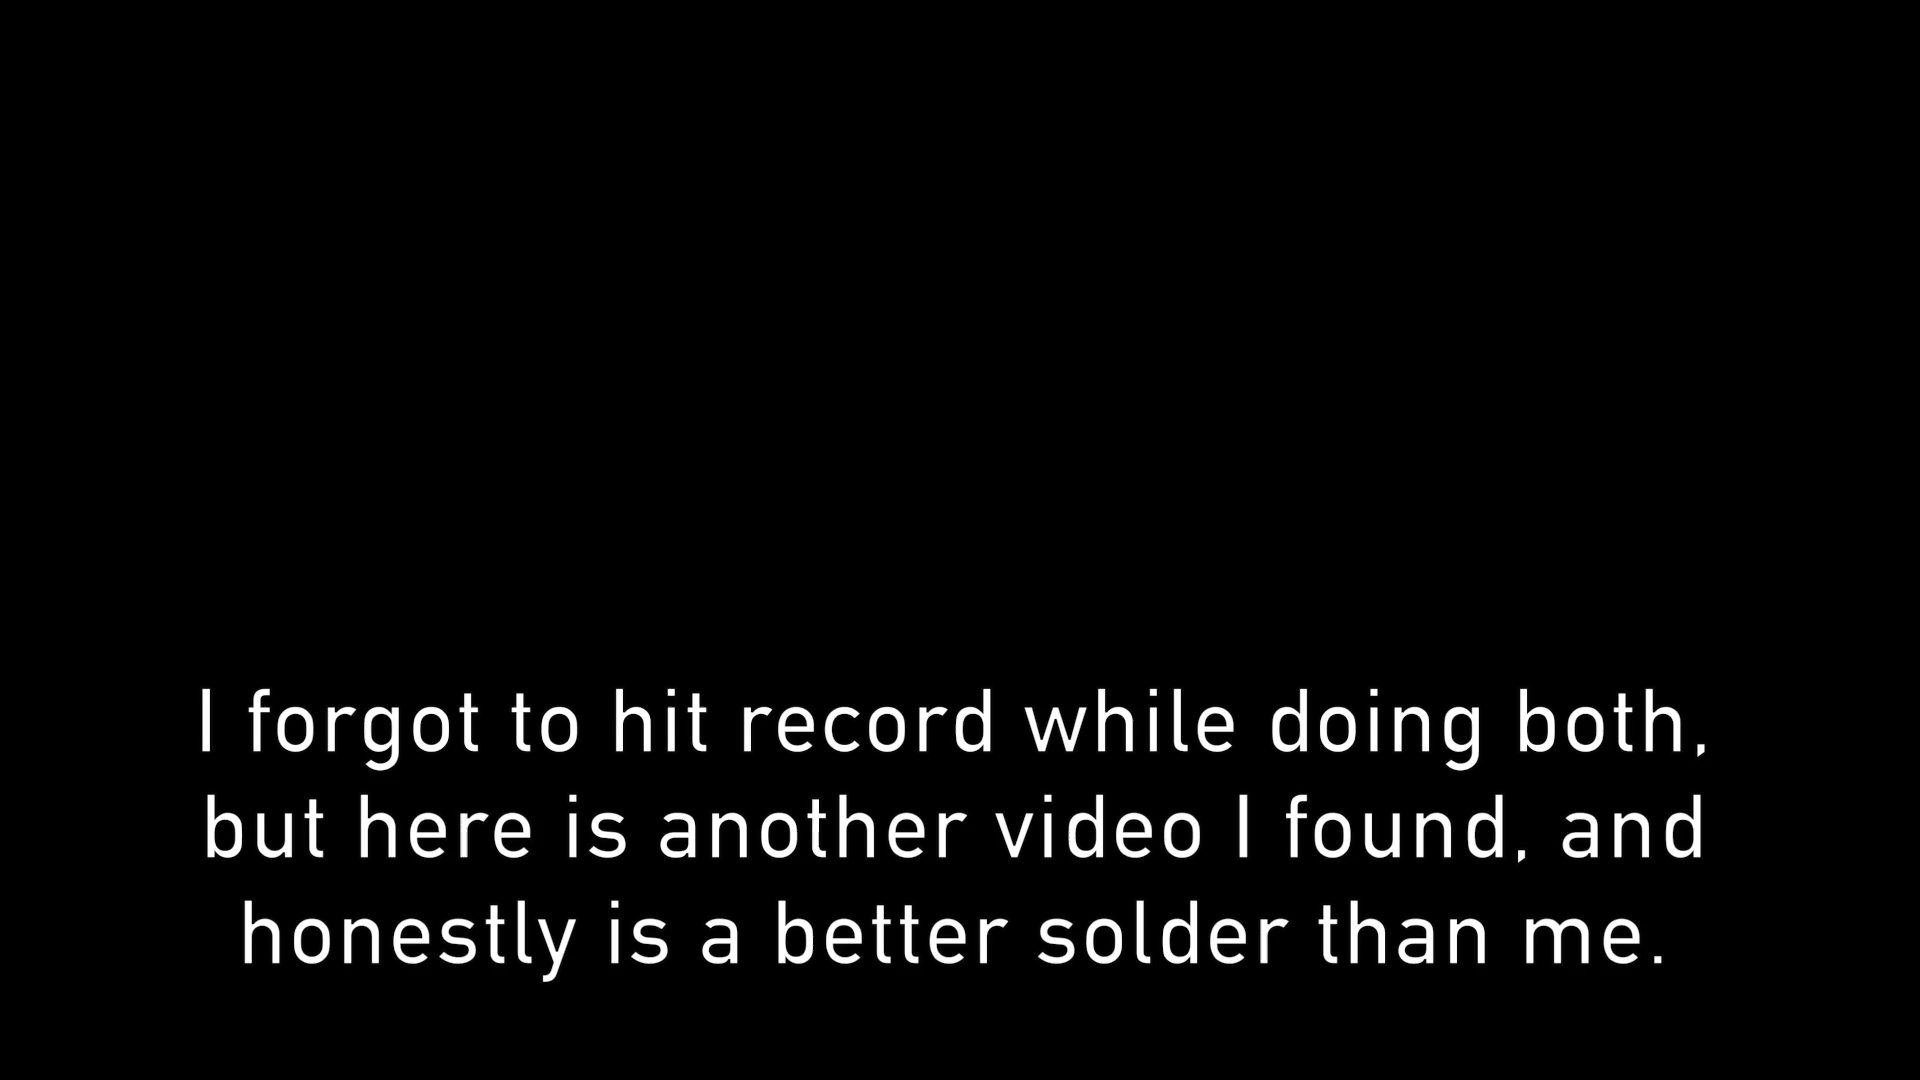 I forgot to hit record while doing both,
but here is another video I found, and
honestly is a better solder than me.